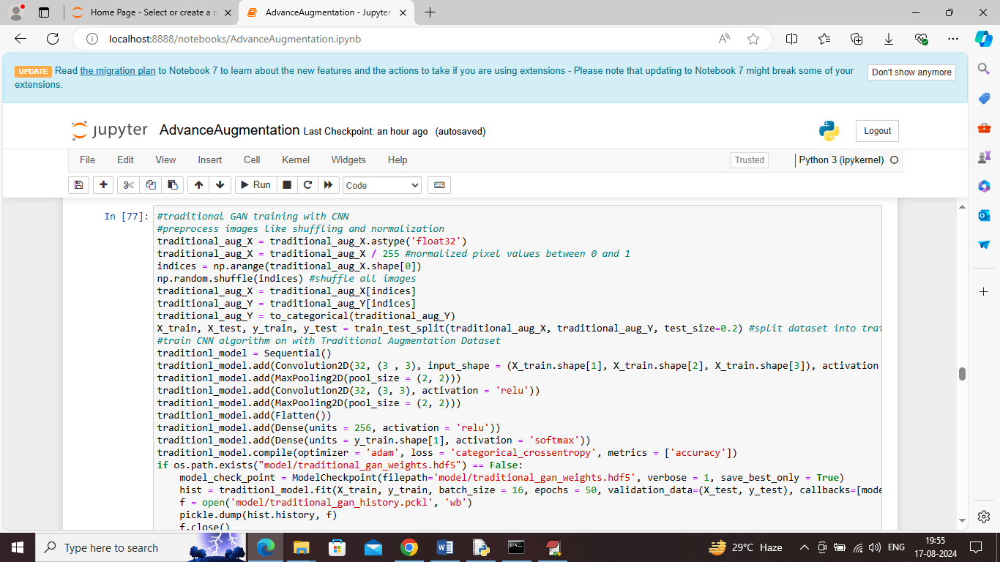 Home Page - Select or create a n
AdvanceAugmentation - Jupyter
localhost:8888/notebooks/AdvanceAugmentation.ipynb
UPDATE Read the migration plan to Notebook 7 to learn about the new features and the actions to take if you are using extensions - Please note that updating to Notebook 7 might break some of your
extensions.
Don't show anymore
jupyter AdvanceAugmentation Last Checkpoint: an hour ago (autosaved)
Logout
File Edit View Insert Cell Kernel Widgets Help
Trusted
Python 3 (ipykernel)
Run
Code
In [77]:
#traditional GAN training with CNN
#preprocess images like shuffling and normalization
traditional_aug_X = traditional_aug_X.astype('float32')
traditional_aug_X = traditional_aug_X / 255 #normalized pixel values between 0 and 1
indices = np.arange(traditional_aug_X.shape[0])
np.random.shuffle(indices) #shuffle all images
traditional_aug_X = traditional_aug_X[indices]
traditional_aug_Y = traditional_aug_Y[indices]
traditional_aug_Y = to_categorical(traditional_aug_Y)
X_train, X_test, y_train, y_test = train_test_split(traditional_aug_X, traditional_aug_Y, test_size=0.2) #split dataset into trai
#train CNN algorithm on with Traditional Augmentation Dataset
traditionl_model = Sequential()
traditionl_model.add(Convolution2D(32, (3 , 3), input_shape = (X_train.shape[1], X_train.shape[2], X_train.shape[3]), activation
traditionl_model.add(MaxPooling2D(pool_size = (2, 2)))
traditionl_model.add(Convolution2D(32, (3, 3), activation = 'relu'))
traditionl_model.add(MaxPooling2D(pool_size = (2, 2)))
traditionl_model.add(Flatten())
traditionl_model.add(Dense(units = 256, activation = 'relu'))
traditionl_model.add(Dense(units = y_train.shape[1], activation = 'softmax'))
traditionl_model.compile(optimizer = 'adam', loss = 'categorical_crossentropy', metrics = ['accuracy'])
if os.path.exists("model/traditional_gan_weights.hdf5") == False:
    model_check_point = ModelCheckpoint(filepath='model/traditional_gan_weights.hdf5', verbose = 1, save_best_only = True)
    hist = traditionl_model.fit(X_train, y_train, batch_size = 16, epochs = 50, validation_data=(X_test, y_test), callbacks=[mode
    f = open('model/traditional_gan_history.pckl', 'wb')
    pickle.dump(hist.history, f)
    f.close()
Type here to search
29°C Haze
ENG
19:55
17-08-2024